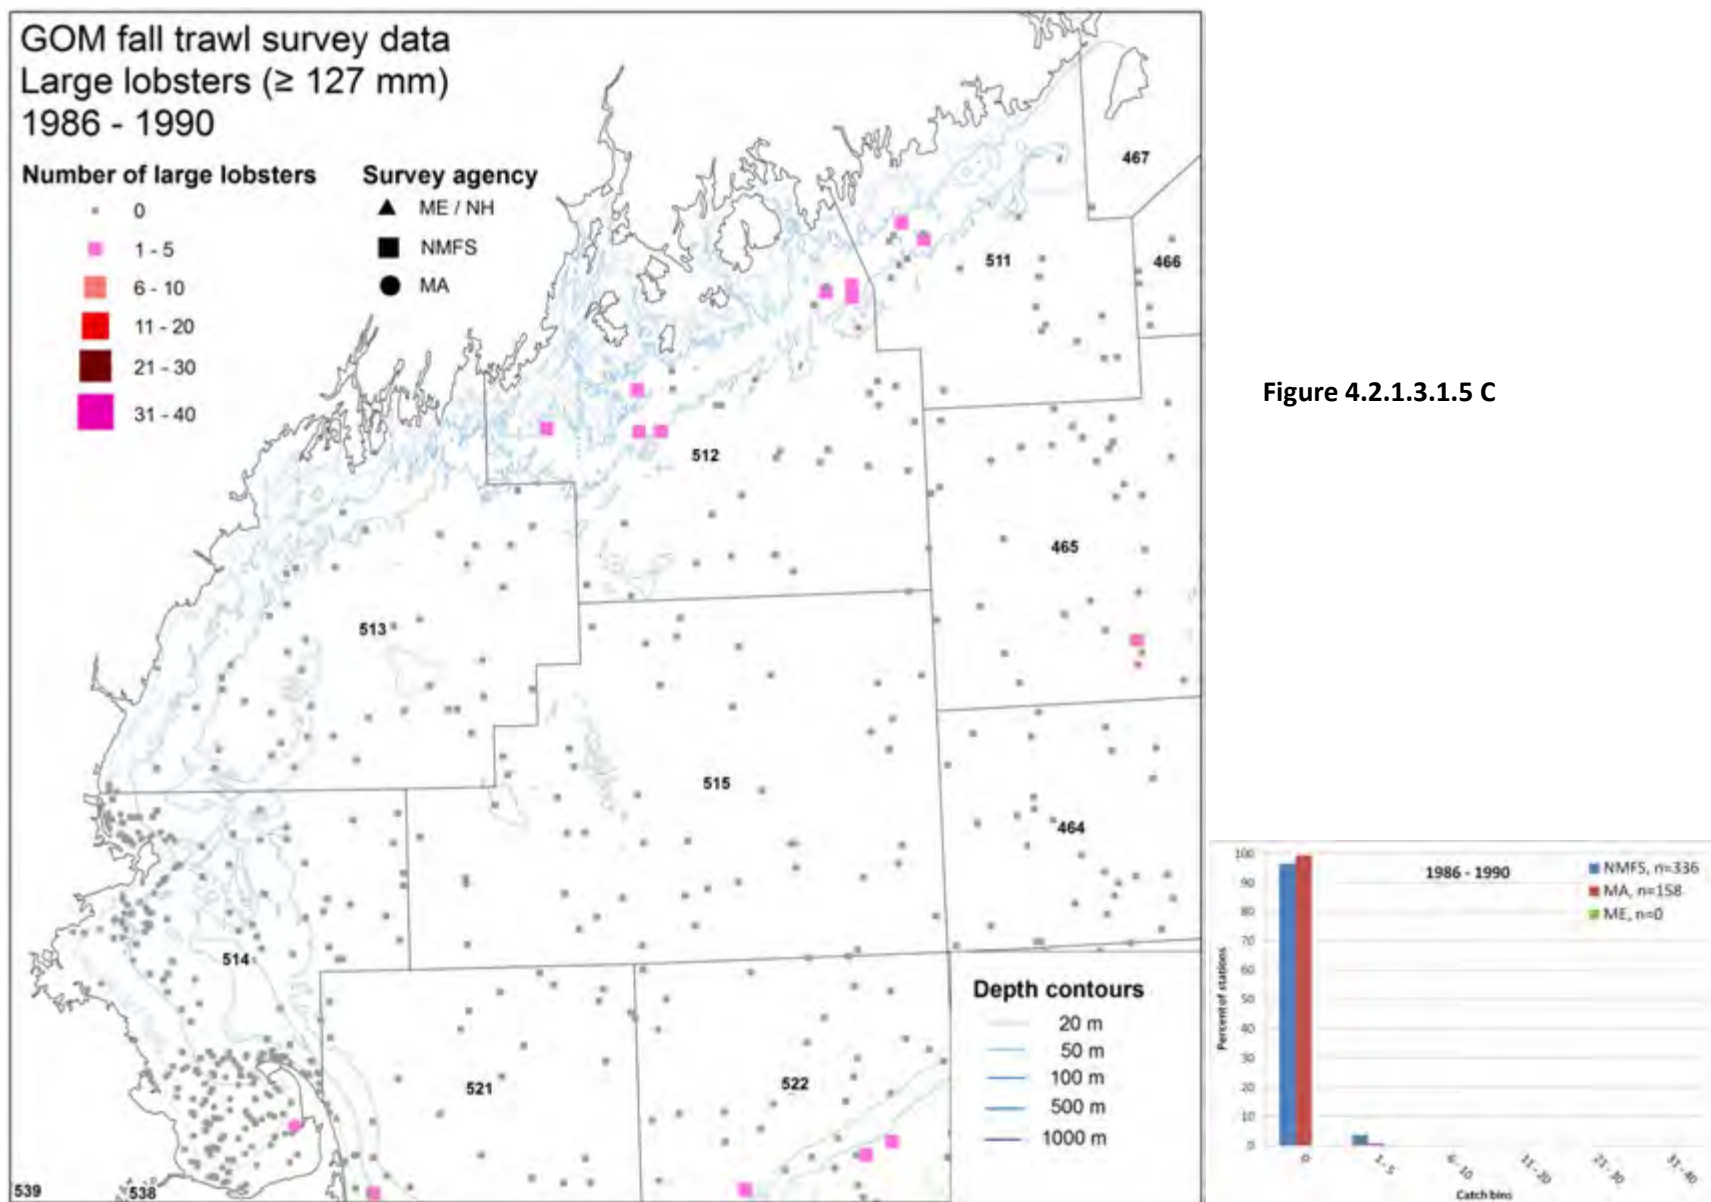 GOM fall trawl survey data
Large lobsters (≥ 127 mm)
1986 - 1990
Number of large lobsters
0
1 - 5
6 - 10
11 - 20
21 - 30
31 - 40
Survey agency
ME / NH
NMFS
MA
467
466
511
512
465
513
515
464
514
521
522
539
538
Depth contours
20 m
50 m
100 m
500 m
1000 m
Figure 4.2.1.3.1.5 C
1986 - 1990
NMFS, n=336
MA, n=158
ME, n=0
Percent of stations
100
90
80
70
60
50
40
30
20
10
0
0
1 - 5
6 - 10
11 - 20
21 - 30
31 - 40
Catch bins